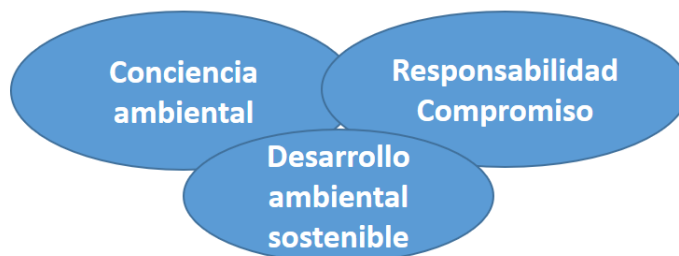 Conciencia
ambiental
Responsabilidad
Compromiso
Desarrollo
ambiental
sostenible